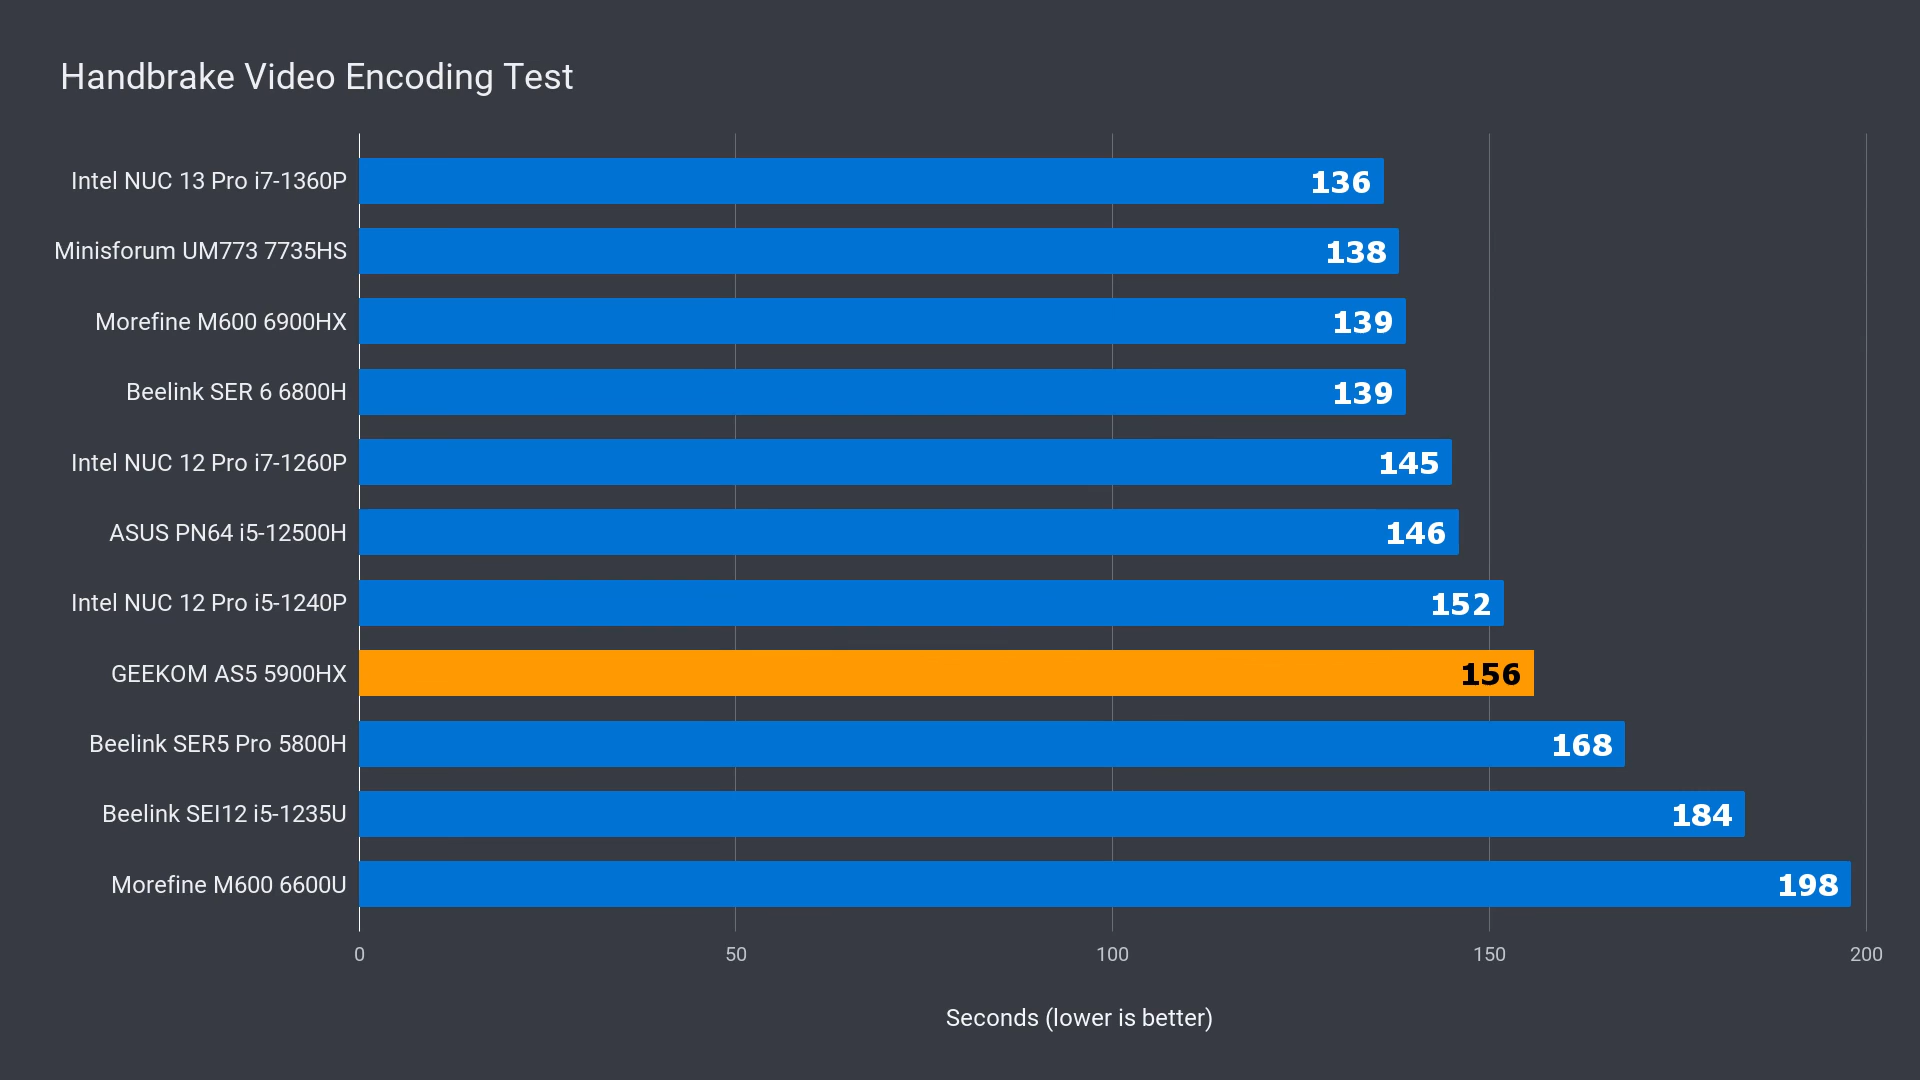 Handbrake Video Encoding Test
Intel NUC 13 Pro i7-1360P 136
Minisforum UM773 7735HS 138
Morefine M600 6900HX 139
Beelink SER 6 6800H 139
Intel NUC 12 Pro i7-1260P 145
ASUS PN64 i5-12500H 146
Intel NUC 12 Pro i5-1240P 152
GEEKOM AS5 5900HX 156
Beelink SER5 Pro 5800H 168
Beelink SEI12 i5-1235U 184
Morefine M600 6600U 198
0 50 100 150 200
Seconds (lower is better)